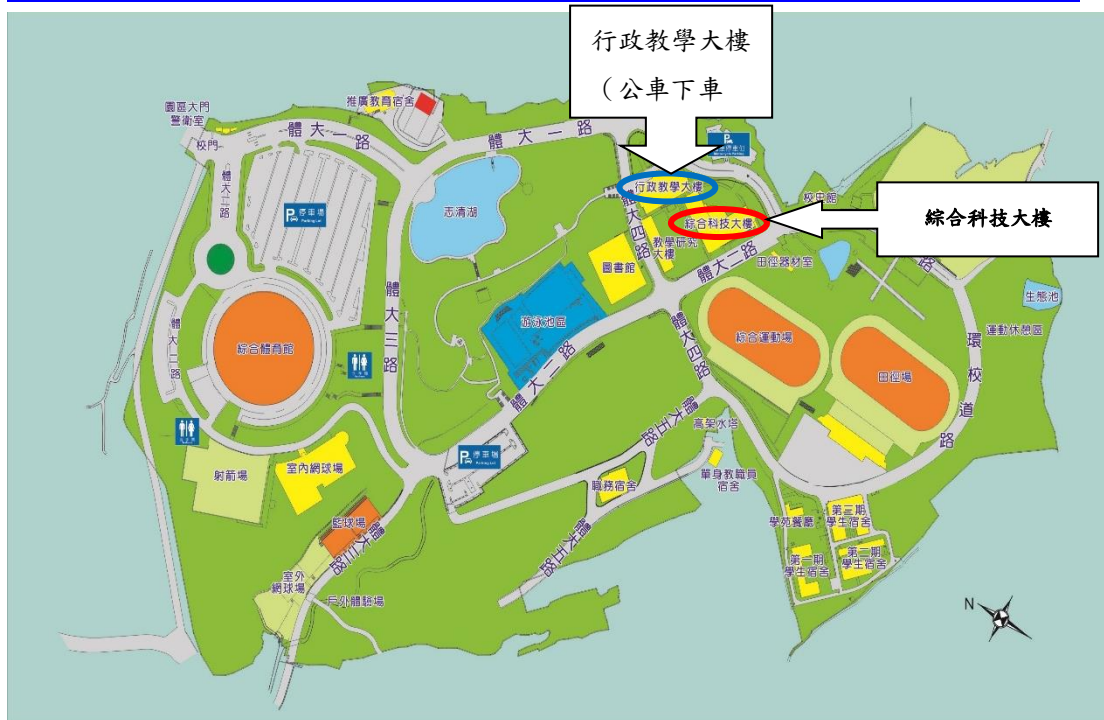 行政教學大樓
（公車下車
推廣教育宿舍
園區大門
警衛室
校門
體大一路
體大一路
體大二路
P 停車場
Parking Lot
志清湖
行政教學大樓
綜合科技大樓
綜合科技大樓
教學研究
大樓
體大四路
圖書館
體大二路
田徑器材室
生態池
運動休憩區
環校道路
綜合體育館
體大三路
游泳池區
體大二路
體大四路
綜合運動場
田徑場
體大二路
體大五路
高架水塔
P 停車場
Parking Lot
射箭場
室內網球場
職務宿舍
單身教職員
宿舍
籃球場
體大三路
體大五路
學苑餐廳
第三期
學生宿舍
第一期
學生宿舍
第二期
學生宿舍
室外
網球場
戶外體驗場
N